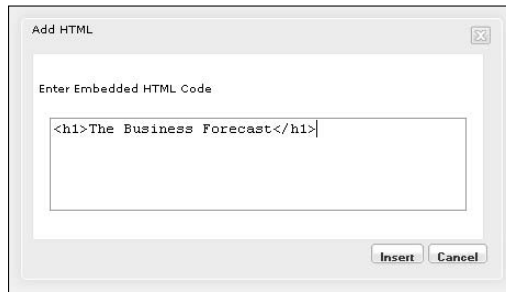 Add HTML
Enter Embedded HTML Code
<h1>The Business Forecast</h1>
Insert Cancel